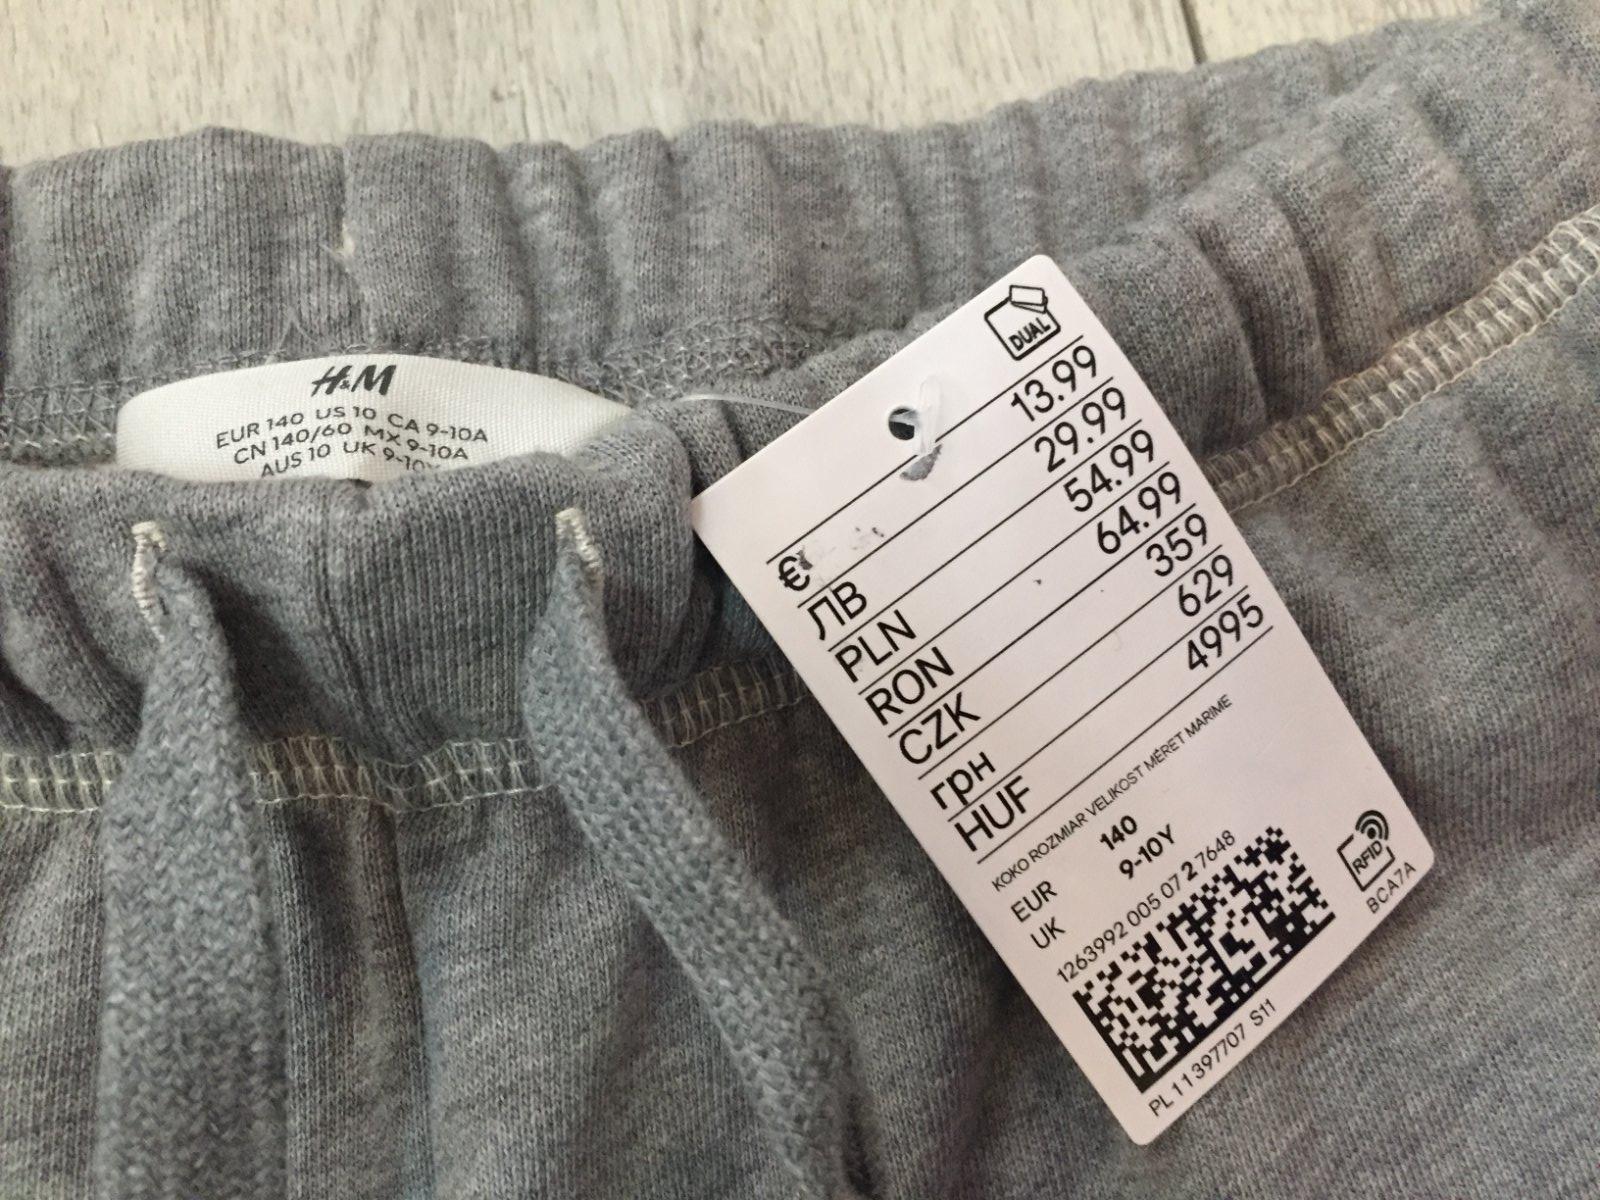 H&M
EUR 140 US 10 CA 9-10A
CN 140/60 MX 9-10A
AUS 10 UK 9-10Y
DUAL
€ 13.99
ЛВ 29.99
PLN 54.99
RON 64.99
CZK 359
грн 629
HUF 4995
KOKO ROZMIAR VELIKOST MÉRET MARIME
EUR 140
UK 9-10Y
1263992 005 07 2 7648
RFID
BCA7A
PL 11397707 S11